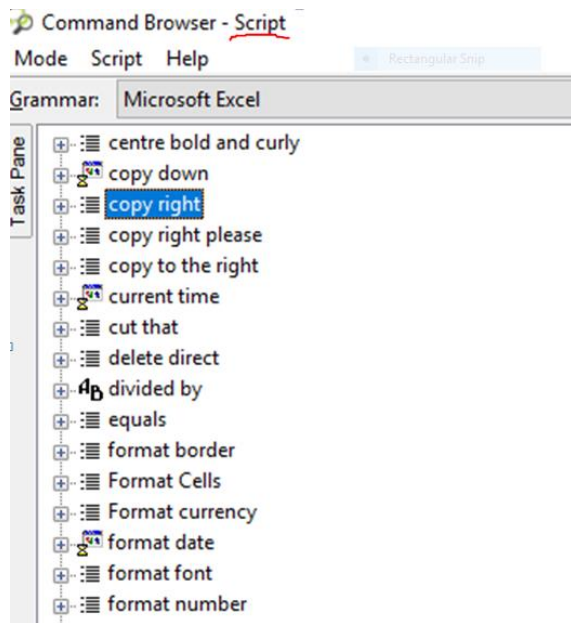 Command Browser - Script
Mode Script Help
Rectangular Snip
Grammar: Microsoft Excel
Task Pane
centre bold and curly
copy down
copy right
copy right please
copy to the right
current time
cut that
delete direct
divided by
equals
format border
Format Cells
Format currency
format date
format font
format number